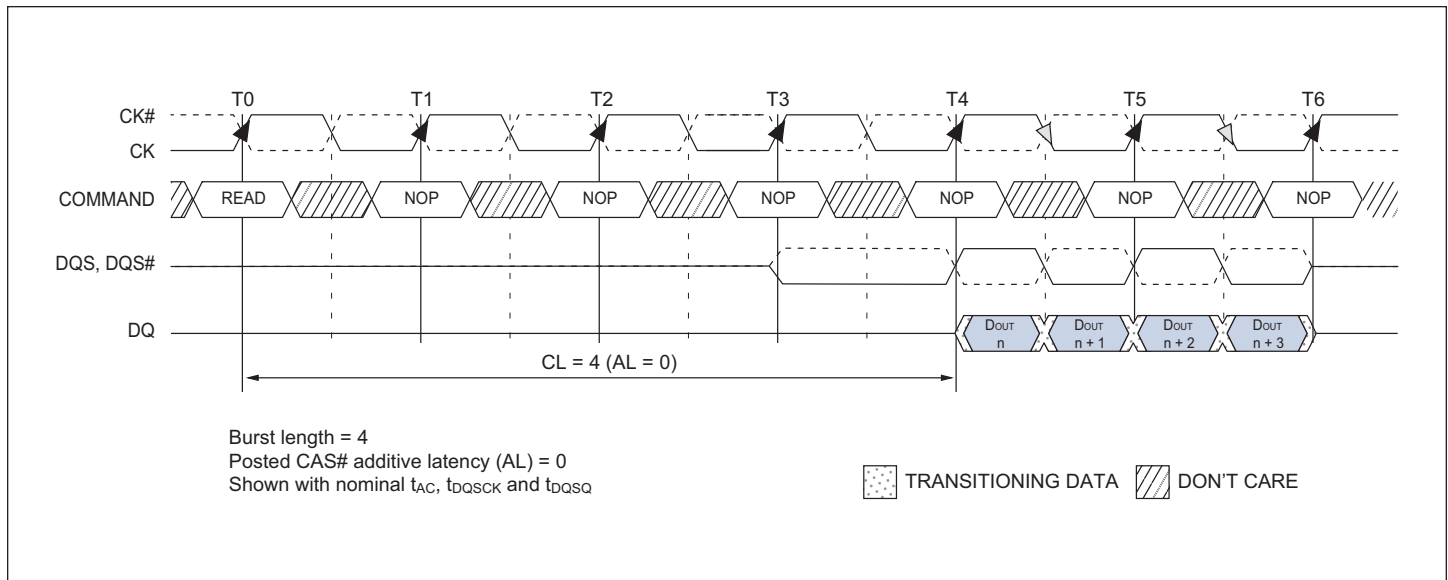 T0 T1 T2 T3 T4 T5 T6
CK#
CK
COMMAND READ NOP NOP NOP NOP NOP NOP
DQS, DQS#
DQ DOUT n DOUT n + 1 DOUT n + 2 DOUT n + 3
CL = 4 (AL = 0)
Burst length = 4
Posted CAS# additive latency (AL) = 0
Shown with nominal tAC, tDQSCK and tDQSQ
TRANSITIONING DATA DON'T CARE